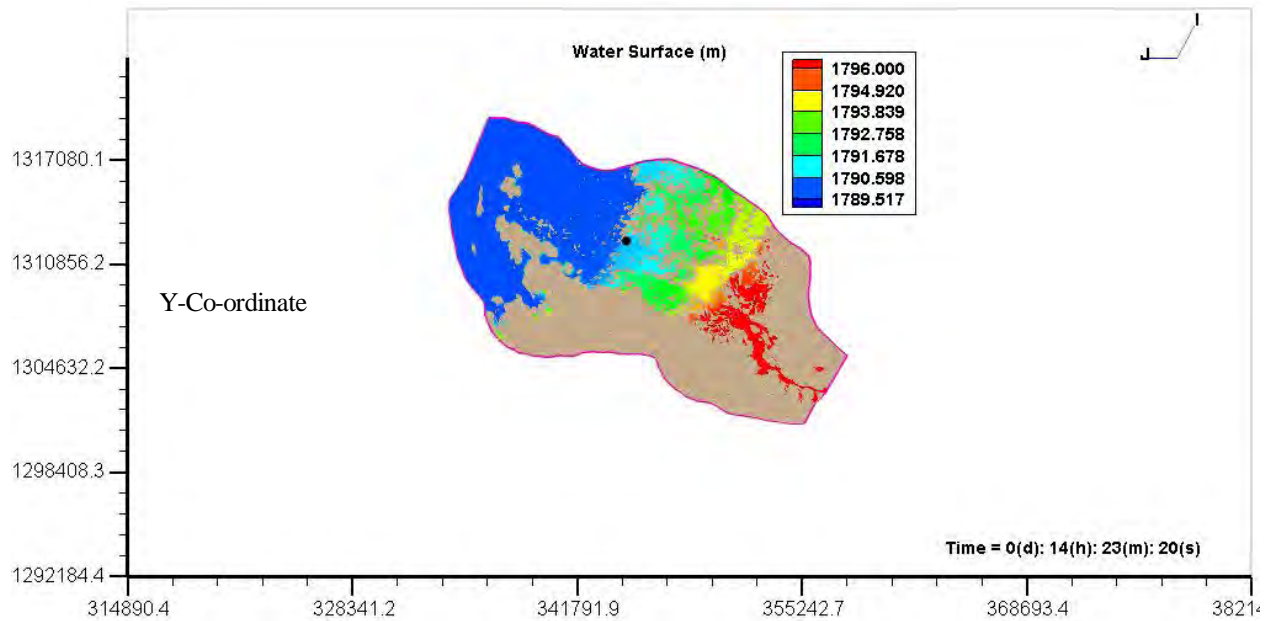 I
J
Water Surface (m)
1796.000
1794.920
1793.839
1792.758
1791.678
1790.598
1789.517
1317080.1
1310856.2
Y-Co-ordinate
1304632.2
1298408.3
Time = 0(d): 14(h): 23(m): 20(s)
1292184.4
314890.4 328341.2 341791.9 355242.7 368693.4 38214